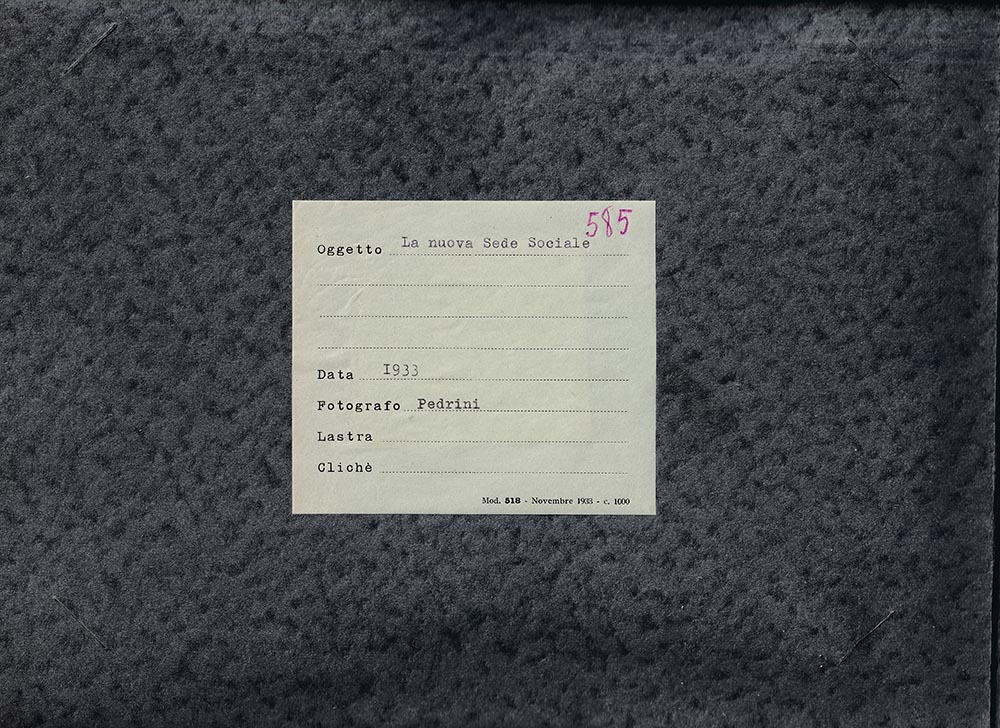 585
Oggetto La nuova Sede Sociale
Data I933
Fotografo Pedrini
Lastra
Clichè
Mod. 518 - Novembre 1933 - c. 1000